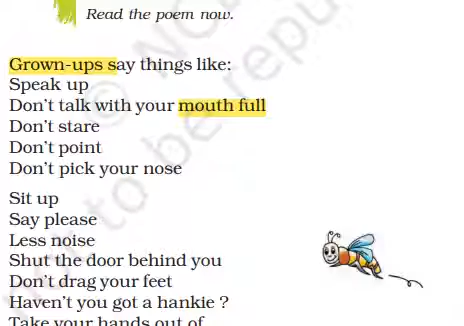 Read the poem now.
Grown-ups say things like:
Speak up
Don't talk with your mouth full
Don't stare
Don't point
Don't pick your nose
Sit up
Say please
Less noise
Shut the door behind you
Don't drag your feet
Haven't you got a hankie ?
Take your hands out of